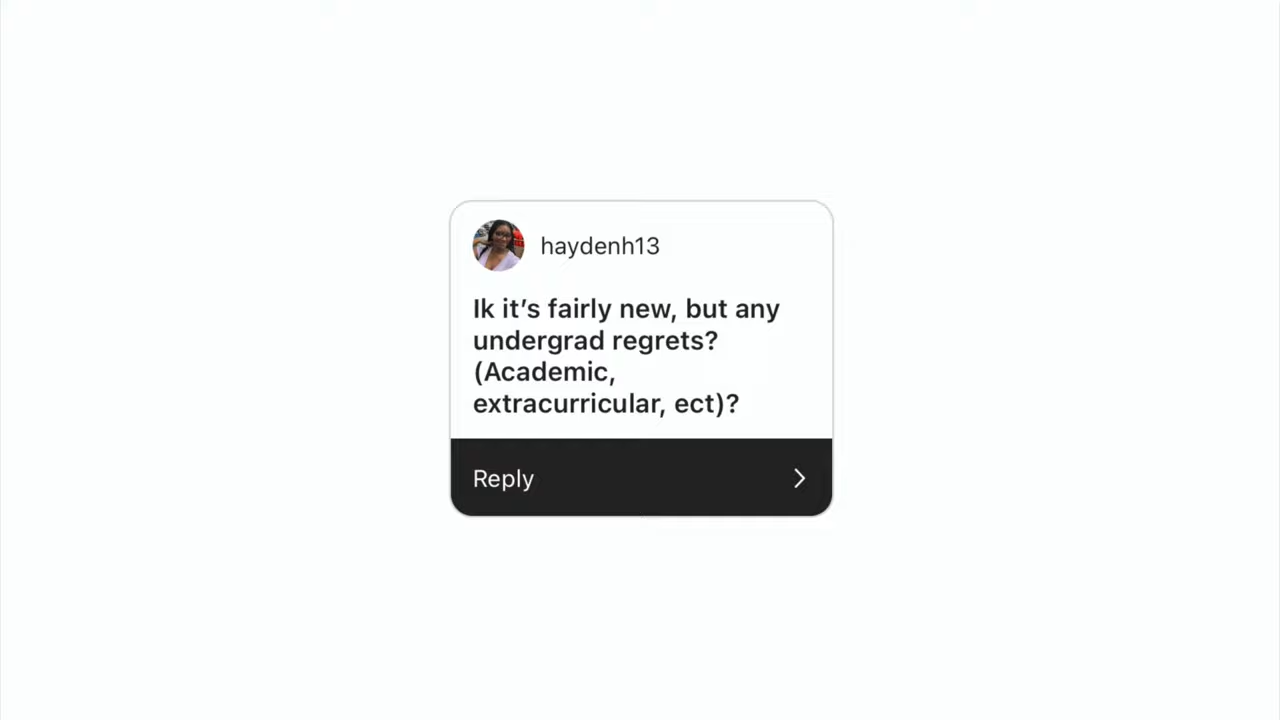 haydenh13
Ik it’s fairly new, but any
undergrad regrets?
(Academic,
extracurricular, ect)?
Reply